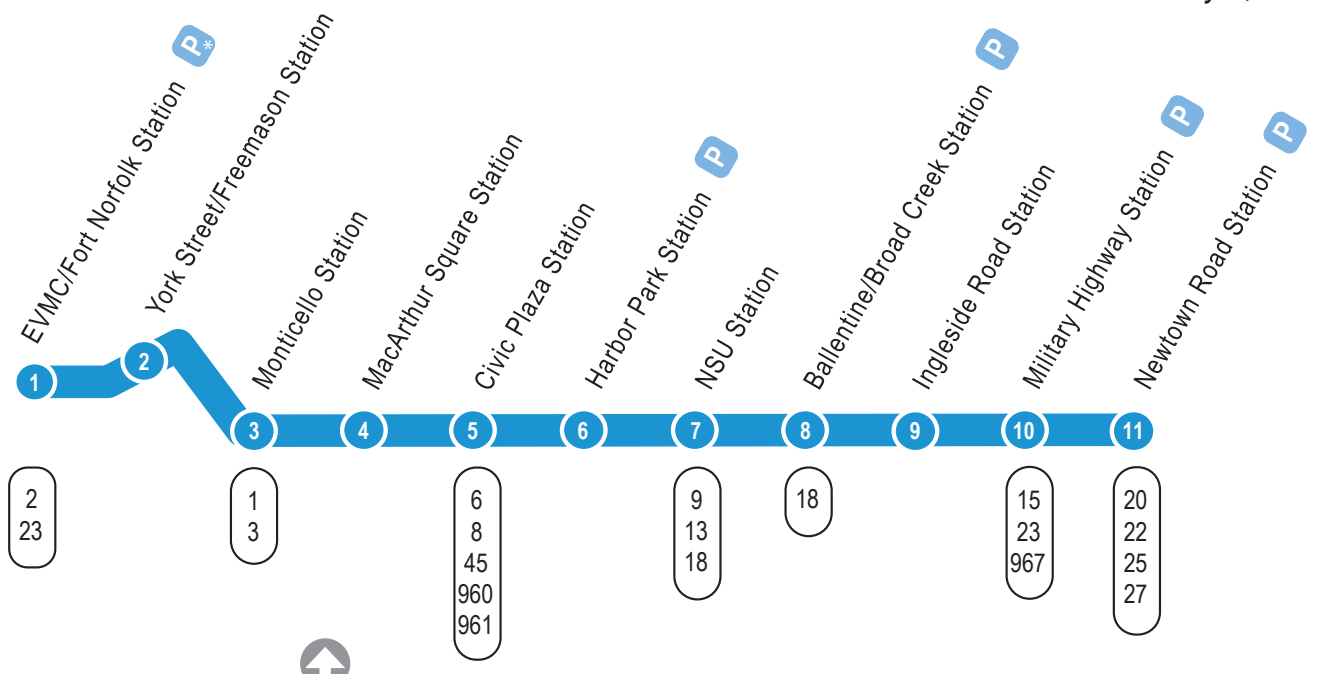 EVMC/Fort Norfolk Station P*
York Street/Freemason Station
Monticello Station
MacArthur Square Station
Civic Plaza Station
Harbor Park Station P
NSU Station
Ballentine/Broad Creek Station P
Ingleside Road Station
Military Highway Station P
Newtown Road Station P
1
2
3
4
5
6
7
8
9
10
11
2
23
1
3
6
8
45
960
961
9
13
18
18
15
23
967
20
22
25
27